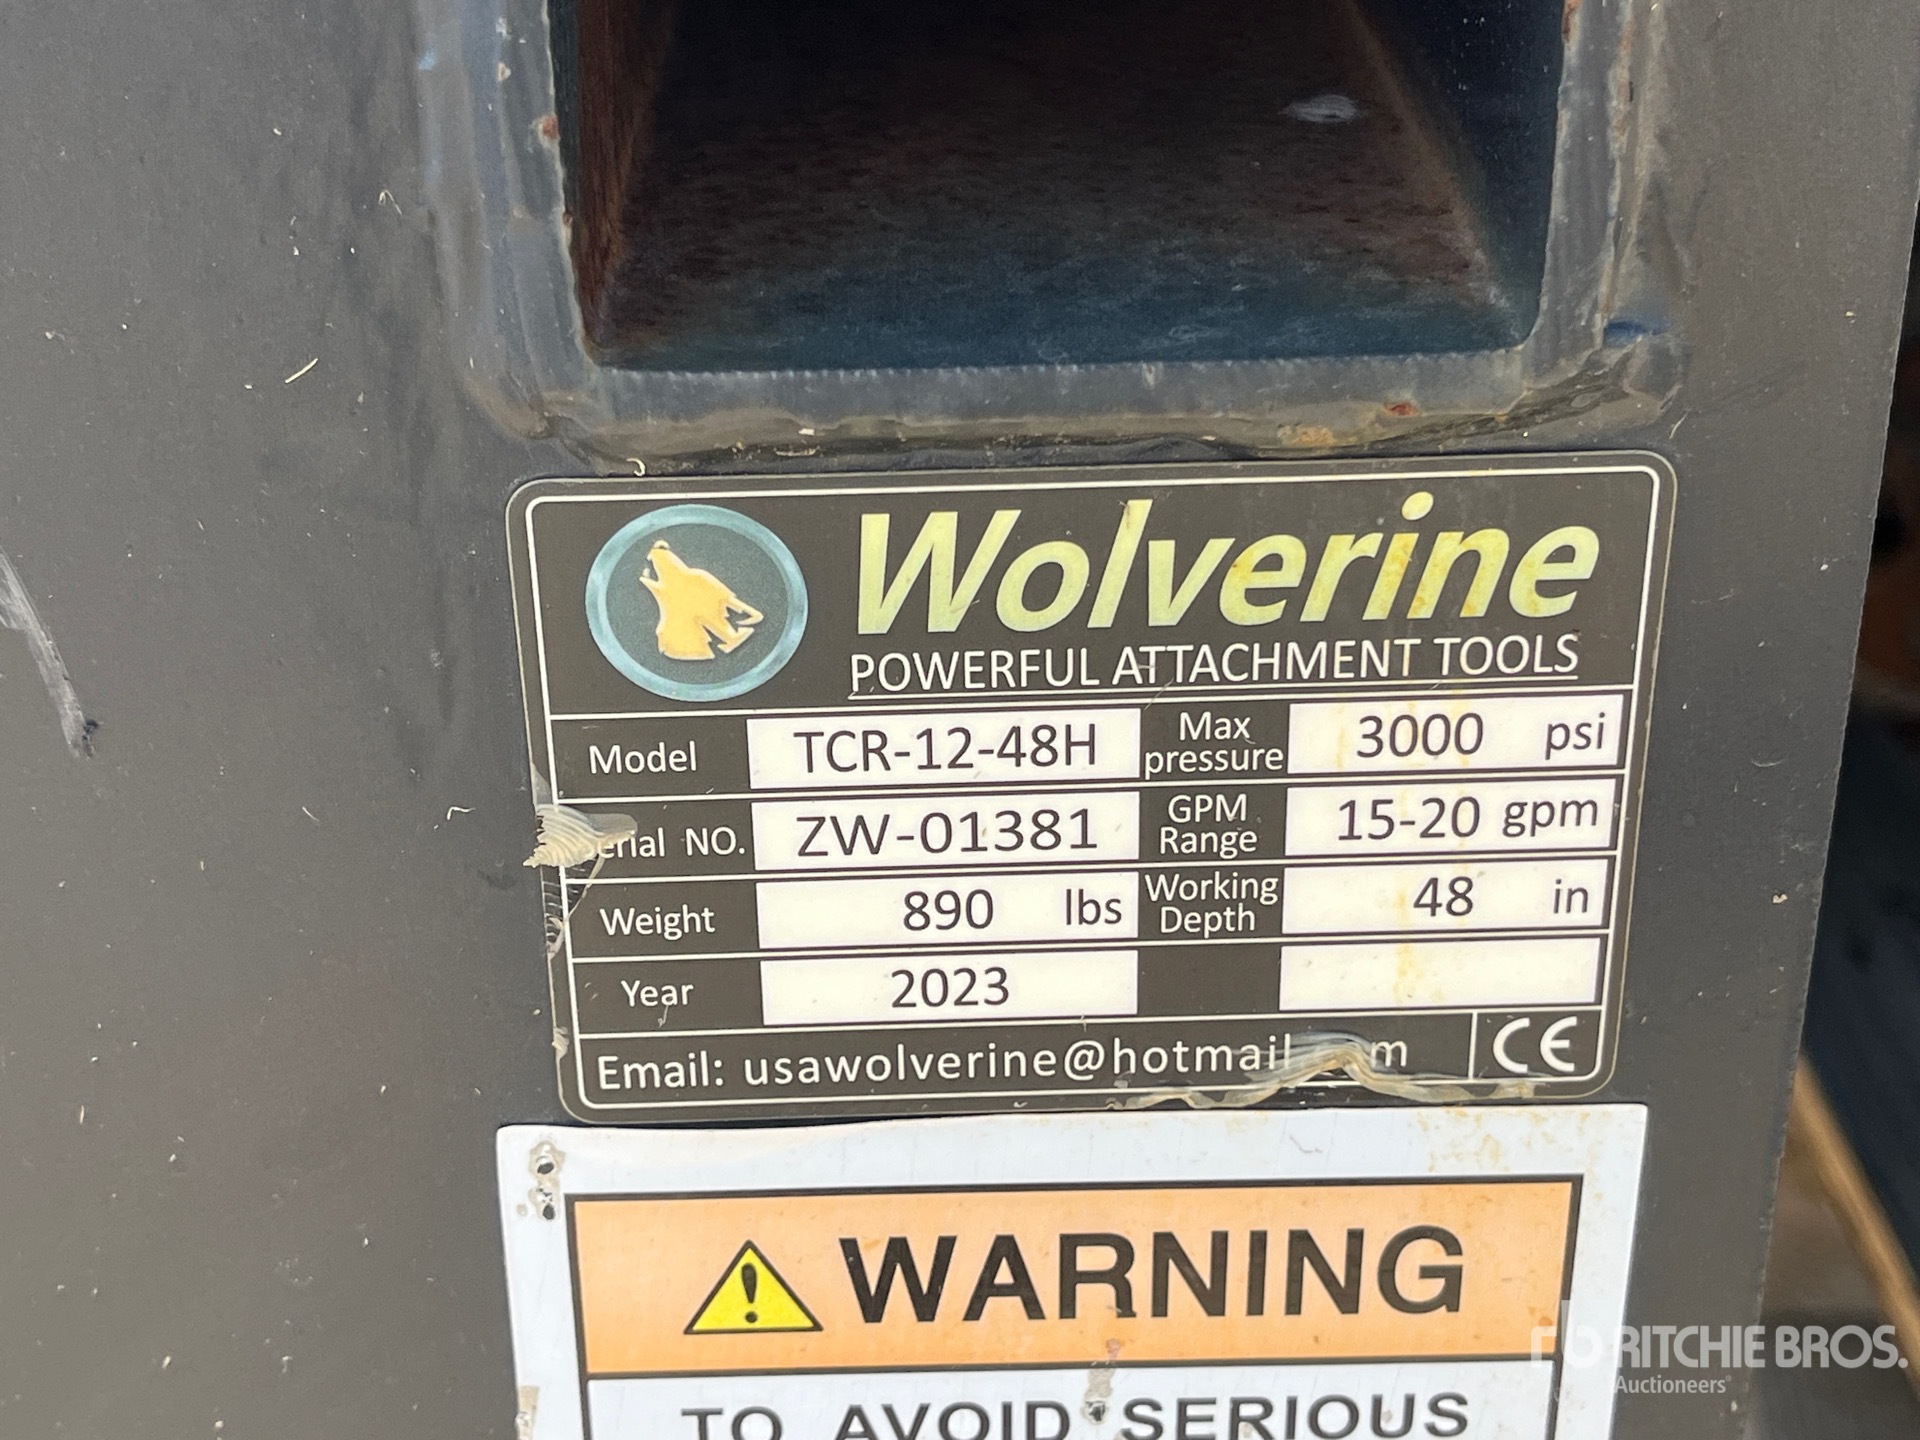 Wolverine
POWERFUL ATTACHMENT TOOLS
Model TCR-12-48H Max pressure 3000 psi
NO. ZW-01381 GPM Range 15-20 gpm
Weight 890 lbs Working Depth 48 in
Year 2023
Email: usawolverine@hotmail CE
WARNING
TO AVOID SERIOUS
RITCHIE BROS.
Auctioneers